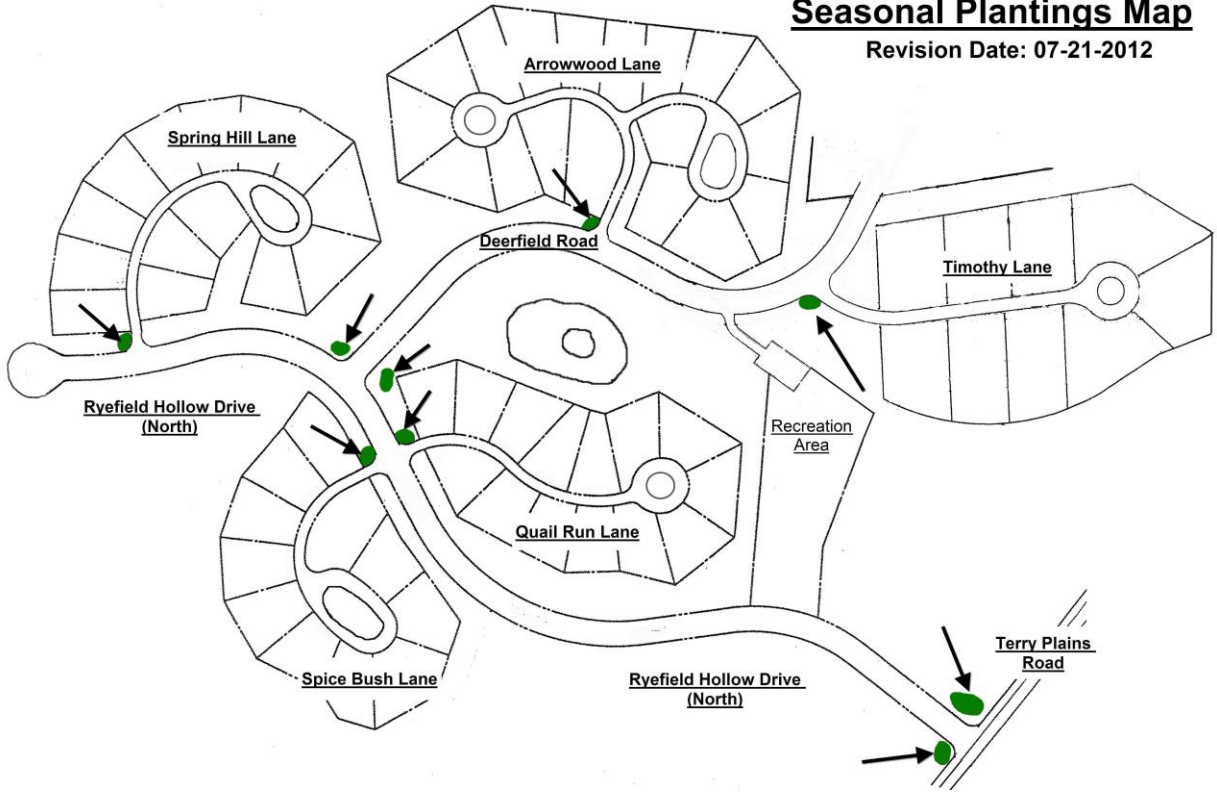 Seasonal Plantings Map
Revision Date: 07-21-2012
Arrowwood Lane
Spring Hill Lane
Deerfield Road
Timothy Lane
Ryefield Hollow Drive
(North)
Recreation
Area
Quail Run Lane
Terry Plains
Road
Spice Bush Lane
Ryefield Hollow Drive
(North)